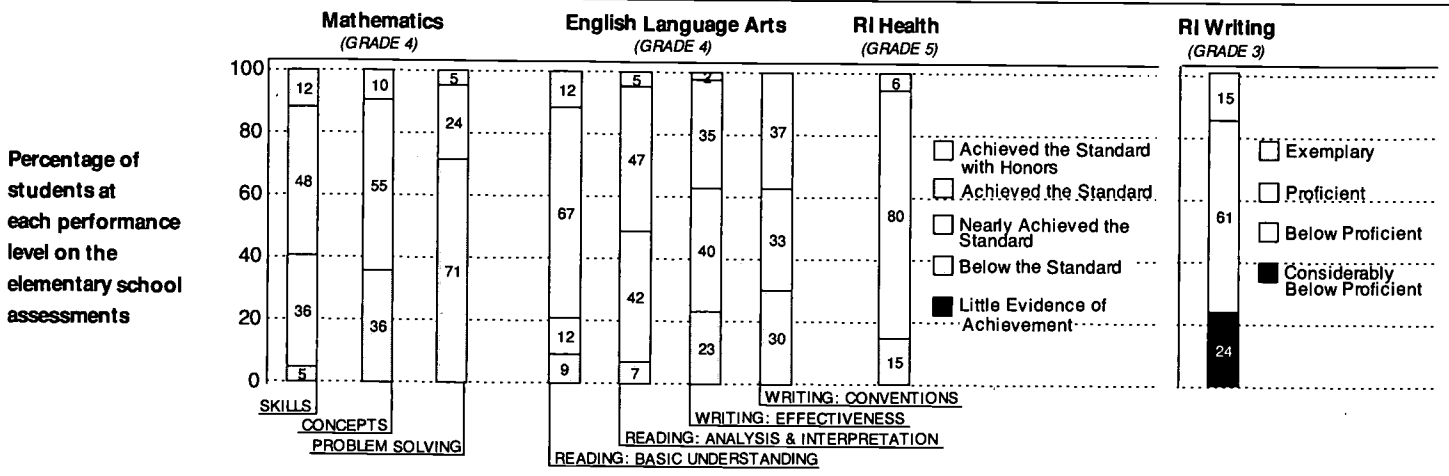 Mathematics
(GRADE 4)
English Language Arts
(GRADE 4)
RI Health
(GRADE 5)
RI Writing
(GRADE 3)
Percentage of
students at
each performance
level on the
elementary school
assessments
100
80
60
40
20
0
12
48
36
5
10
55
36
5
24
71
12
67
12
9
5
47
42
7
2
35
40
23
37
33
30
6
80
15
Achieved the Standard
with Honors
Achieved the Standard
Nearly Achieved the
Standard
Below the Standard
Little Evidence of
Achievement
15
61
24
Exemplary
Proficient
Below Proficient
Considerably
Below Proficient
SKILLS
CONCEPTS
PROBLEM SOLVING
WRITING: CONVENTIONS
WRITING: EFFECTIVENESS
READING: ANALYSIS & INTERPRETATION
READING: BASIC UNDERSTANDING